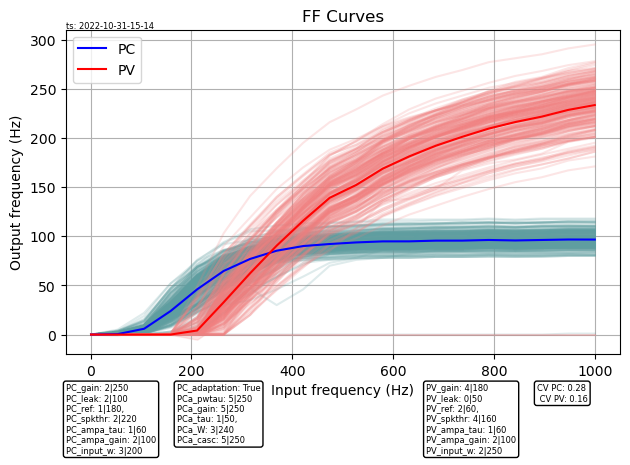 FF Curves
ts: 2022-10-31-15-14
PC
PV
Output frequency (Hz)
300
250
200
150
100
50
0
0
200
400
600
800
1000
Input frequency (Hz)
PC_gain: 2|250
PC_leak: 2|100
PC_ref: 1|180,
PC_spkthr: 2|220
PC_ampa_tau: 1|60
PC_ampa_gain: 2|100
PC_input_w: 3|200
PC_adaptation: True
PCa_pwtau: 5|250
PCa_gain: 5|250
PCa_tau: 1|50,
PCa_W: 3|240
PCa_casc: 5|250
PV_gain: 4|180
PV_leak: 0|50
PV_ref: 2|60,
PV_spkthr: 4|160
PV_ampa_tau: 1|60
PV_ampa_gain: 2|100
PV_input_w: 2|250
CV PC: 0.28
CV PV: 0.16